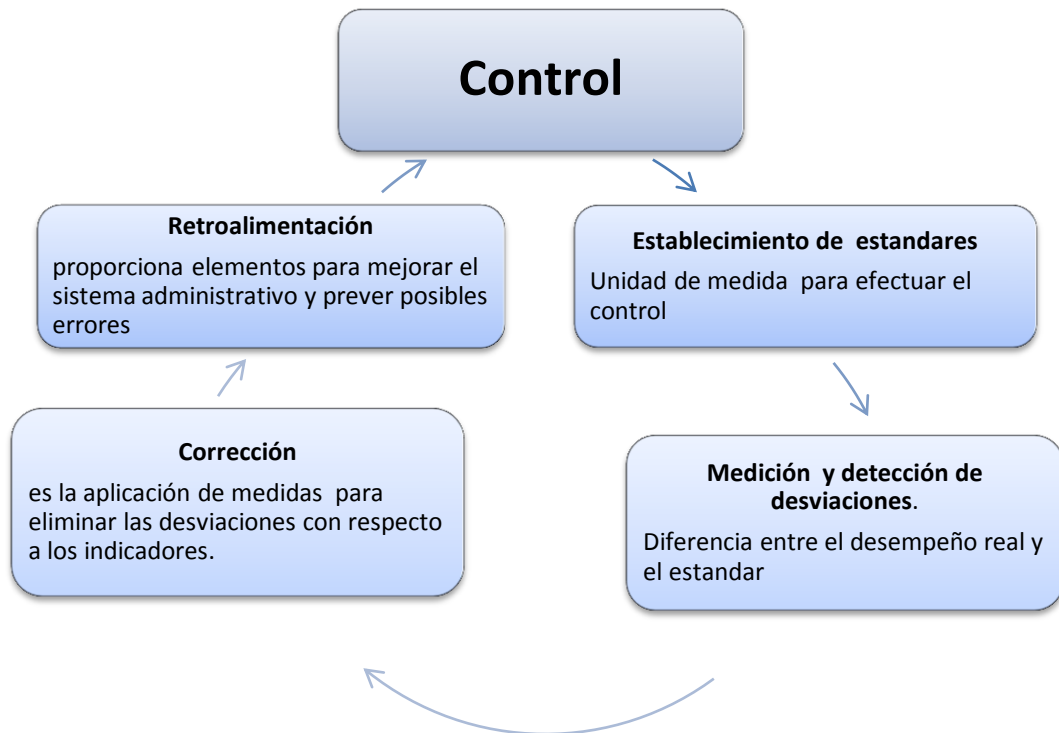 Control
Retroalimentación
proporciona elementos para mejorar el
sistema administrativo y prever posibles
errores
Establecimiento de estandares
Unidad de medida para efectuar el
control
Corrección
es la aplicación de medidas para
eliminar las desviaciones con respecto
a los indicadores.
Medición y detección de
desviaciones.
Diferencia entre el desempeño real y
el estandar